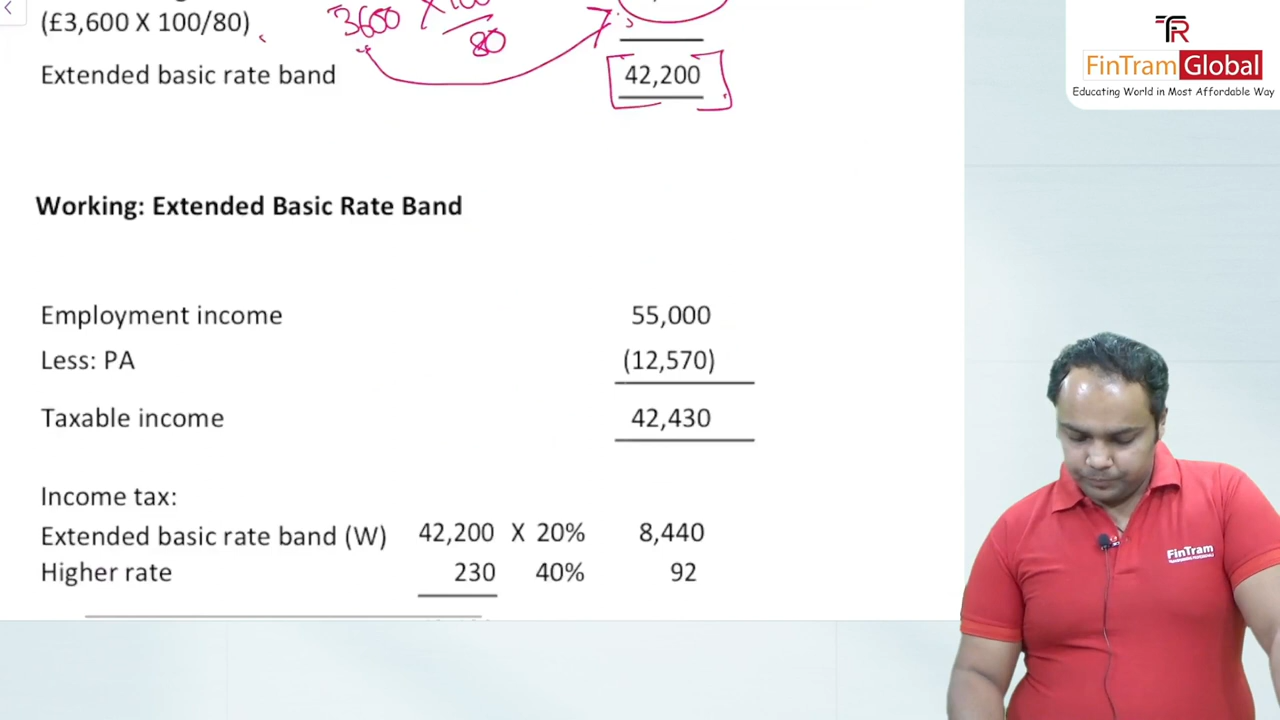 (£3,600 X 100/80)
3600 X 100
80
Extended basic rate band 42,200
Working: Extended Basic Rate Band
Employment income 55,000
Less: PA (12,570)
Taxable income 42,430
Income tax:
Extended basic rate band (W) 42,200 X 20% 8,440
Higher rate 230 40% 92
FinTram Global
Educating World in Most Affordable Way
FinTram